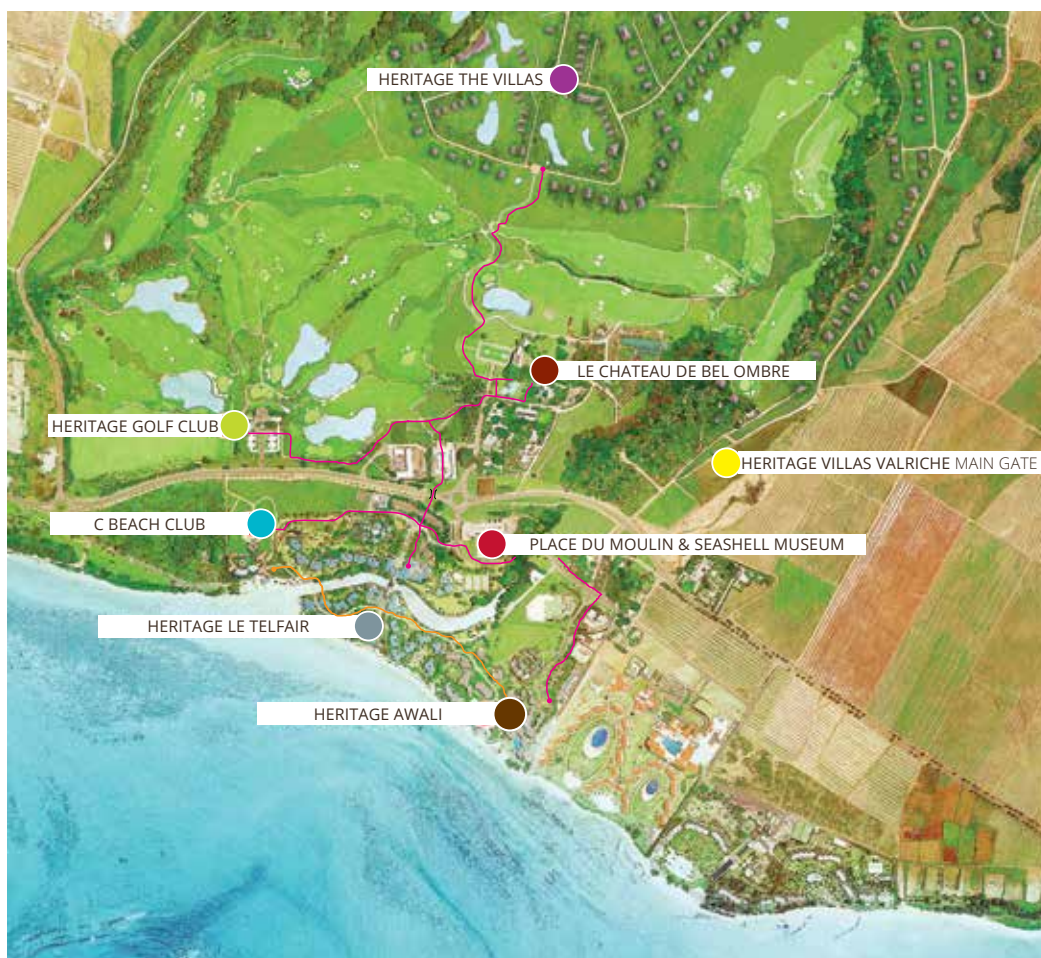 HERITAGE THE VILLAS
LE CHATEAU DE BEL OMBRE
HERITAGE GOLF CLUB
HERITAGE VILLAS VALRICHE MAIN GATE
C BEACH CLUB
PLACE DU MOULIN & SEASHELL MUSEUM
HERITAGE LE TELFAIR
HERITAGE AWALI